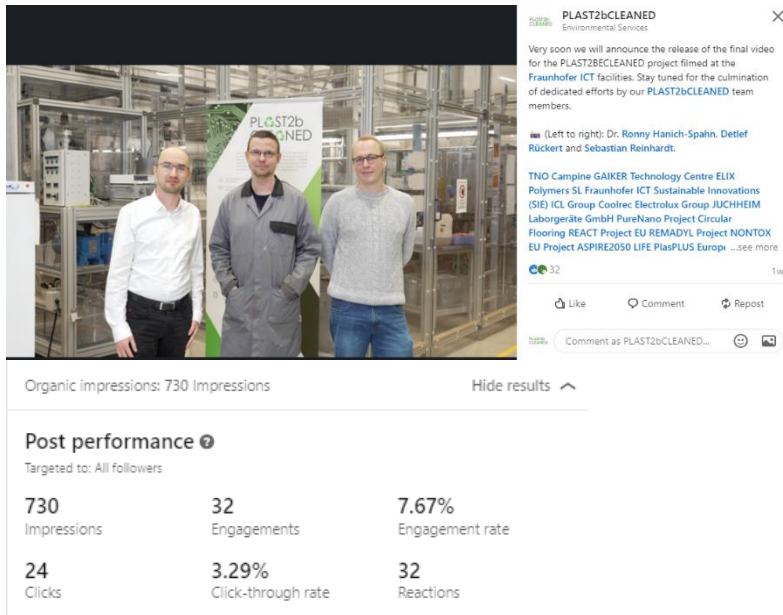 PLAST2bCLEANED
Environmental Services
Very soon we will announce the release of the final video
for the PLAST2BECLEANED project filmed at the
Fraunhofer ICT facilities. Stay tuned for the culmination
of dedicated efforts by our PLAST2bCLEANED team
members.
(Left to right): Dr. Ronny Hanich-Spahn, Detlef
Rückert and Sebastian Reinhardt.
TNO Campine GAIKER Technology Centre ELIX
Polymers SL Fraunhofer ICT Sustainable Innovations
(SIE) ICL Group Coolrec Electrolux Group JUCHHEIM
Laborgeräte GmbH PureNano Project Circular
Flooring REACT Project EU REMADYL Project NONTOX
EU Project ASPIRE2050 LIFE PlasPLUS Europe ...see more
32
1w
Like Comment Repost
Comment as PLAST2bCLEANED...
PLAST2b
Organic impressions: 730 Impressions Hide results
Post performance
Targeted to: All followers
730 32 7.67%
Impressions Engagements Engagement rate
24 3.29% 32
Clicks Click-through rate Reactions